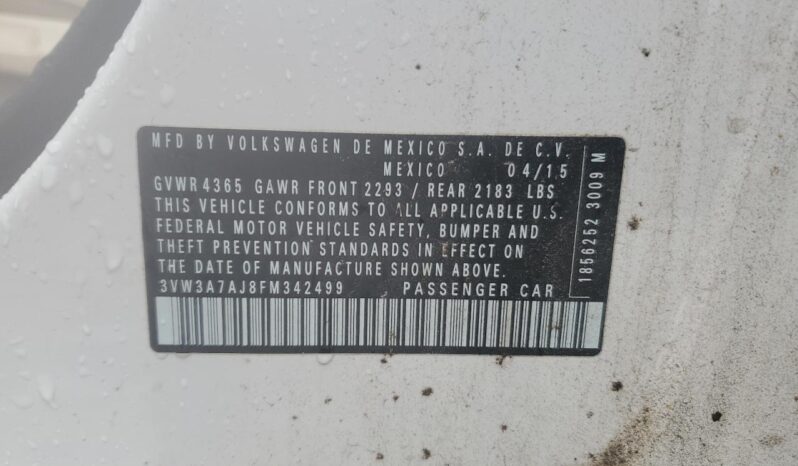 MFD BY VOLKSWAGEN DE MEXICO S.A. DE C.V.
MEXICO 04/15
GVWR 4365 GAWR FRONT 2293 / REAR 2183 LBS
THIS VEHICLE CONFORMS TO ALL APPLICABLE U.S.
FEDERAL MOTOR VEHICLE SAFETY, BUMPER AND
THEFT PREVENTION STANDARDS IN EFFECT ON
THE DATE OF MANUFACTURE SHOWN ABOVE.
3VW3A7AJ8FM342499 PASSENGER CAR
1856252 3009 M